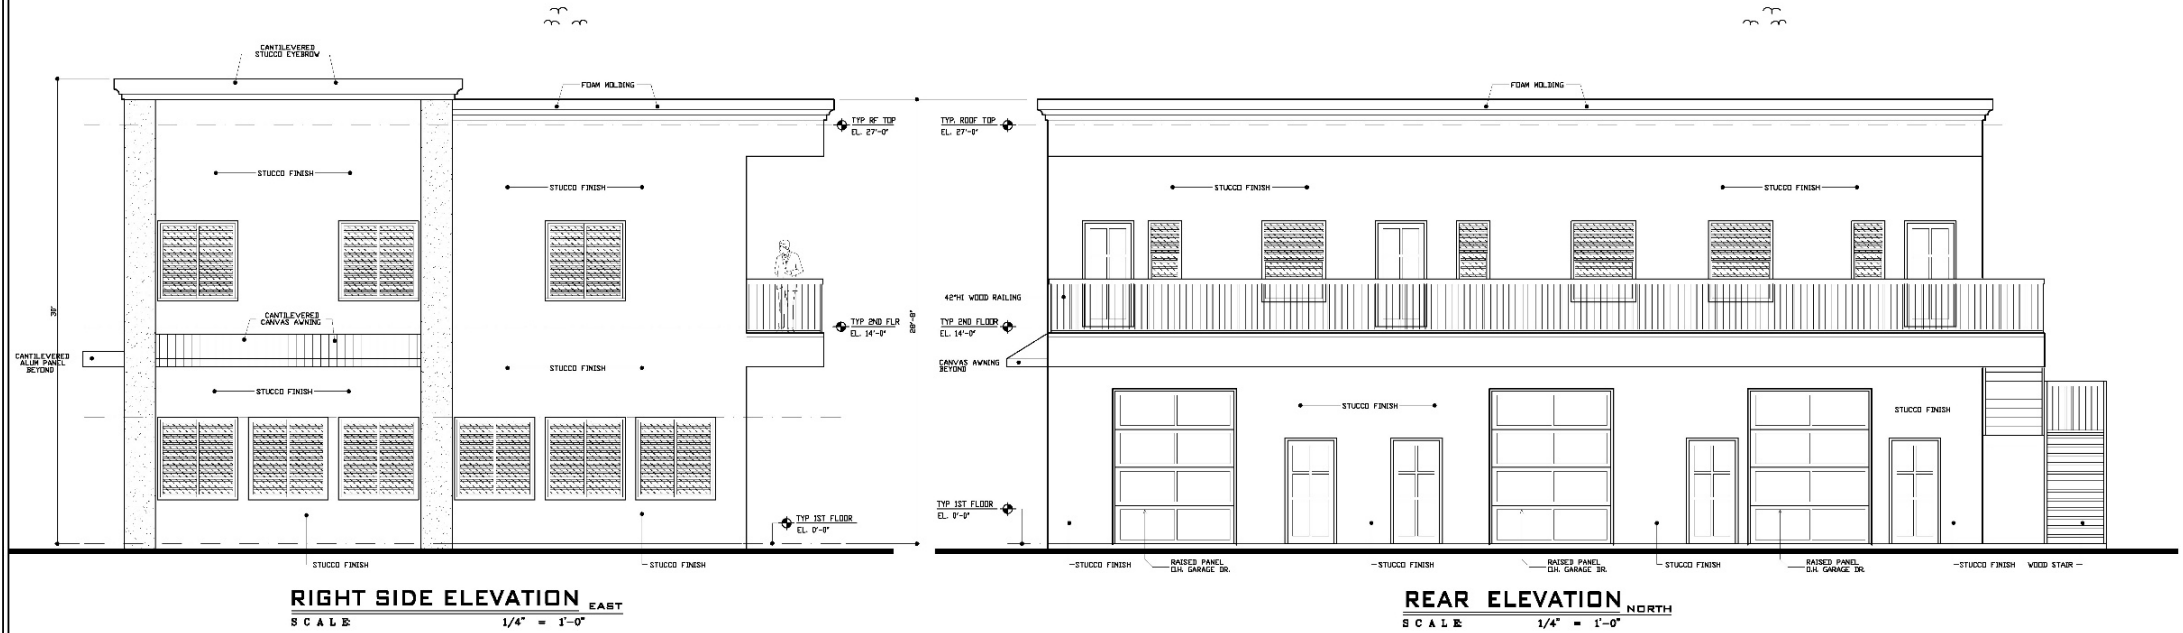 CANTILEVERED
STUCCO EYEBROW
FOAM MOLDING
TYP RF TOP
EL. 27'-0"
STUCCO FINISH
STUCCO FINISH
CANTILEVERED
CANVAS AWNING
TYP 2ND FLR
EL. 14'-0"
CANTILEVERED
ALUM PANEL
BEYOND
STUCCO FINISH
STUCCO FINISH
TYP 1ST FLOOR
EL. 0'-0"
STUCCO FINISH
STUCCO FINISH
RIGHT SIDE ELEVATION EAST
SCALE: 1/4" = 1'-0"
FOAM MOLDING
TYP. ROOF TOP
EL. 27'-0"
STUCCO FINISH
STUCCO FINISH
42"HI WOOD RAILING
TYP 2ND FLOOR
EL. 14'-0"
CANVAS AWNING
BEYOND
STUCCO FINISH
STUCCO FINISH
TYP 1ST FLOOR
EL. 0'-0"
STUCCO FINISH
RAISED PANEL
O.H. GARAGE DR.
STUCCO FINISH
RAISED PANEL
O.H. GARAGE DR.
STUCCO FINISH
RAISED PANEL
O.H. GARAGE DR.
STUCCO FINISH
WOOD STAIR
REAR ELEVATION NORTH
SCALE: 1/4" = 1'-0"